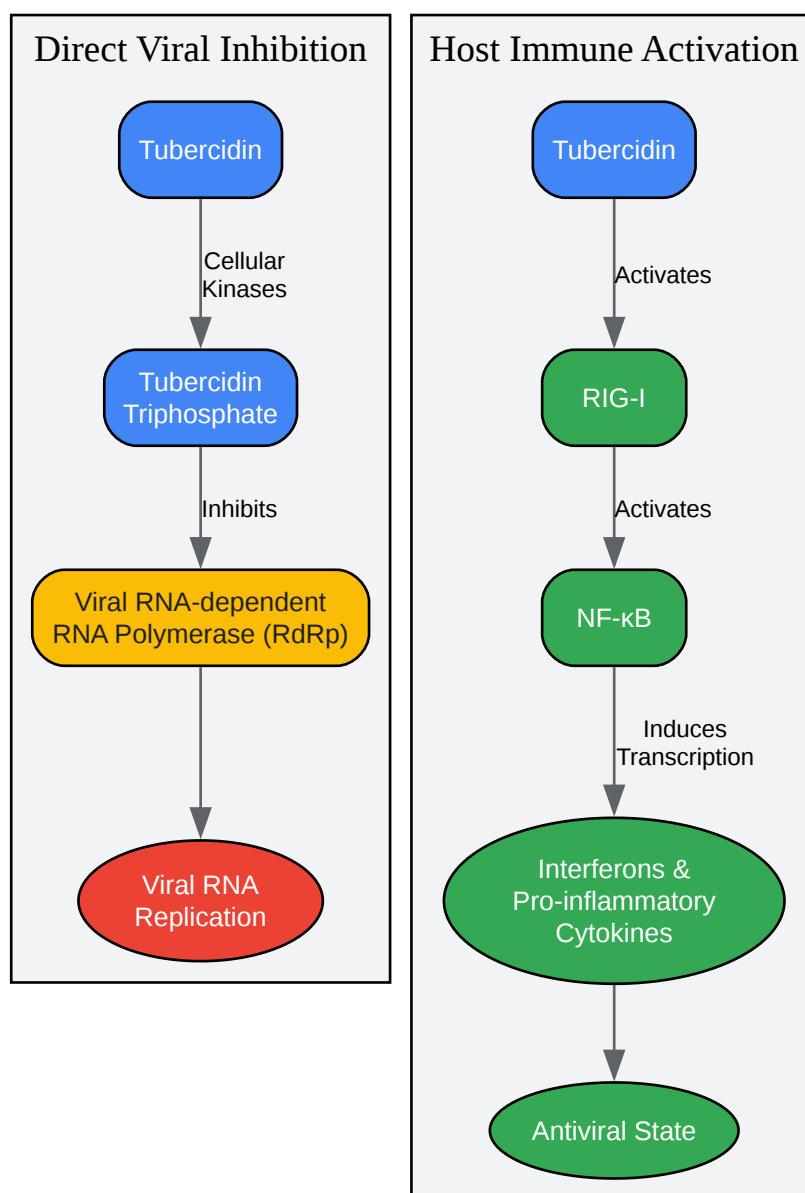 Direct Viral Inhibition
Tubercidin
Cellular
Kinases
Tubercidin
Triphosphate
Inhibits
Viral RNA-dependent
RNA Polymerase (RdRp)
Viral RNA
Replication
Host Immune Activation
Tubercidin
Activates
RIG-I
Activates
NF-κB
Induces
Transcription
Interferons &
Pro-inflammatory
Cytokines
Antiviral State